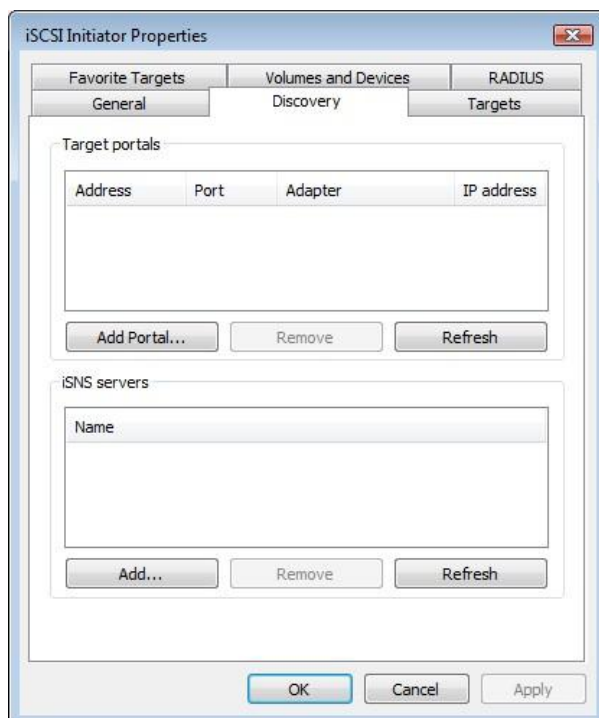 iSCSI Initiator Properties
Favorite Targets Volumes and Devices RADIUS
General Discovery Targets
Target portals
Address Port Adapter IP address
Add Portal... Remove Refresh
iSNS servers
Name
Add... Remove Refresh
OK Cancel Apply